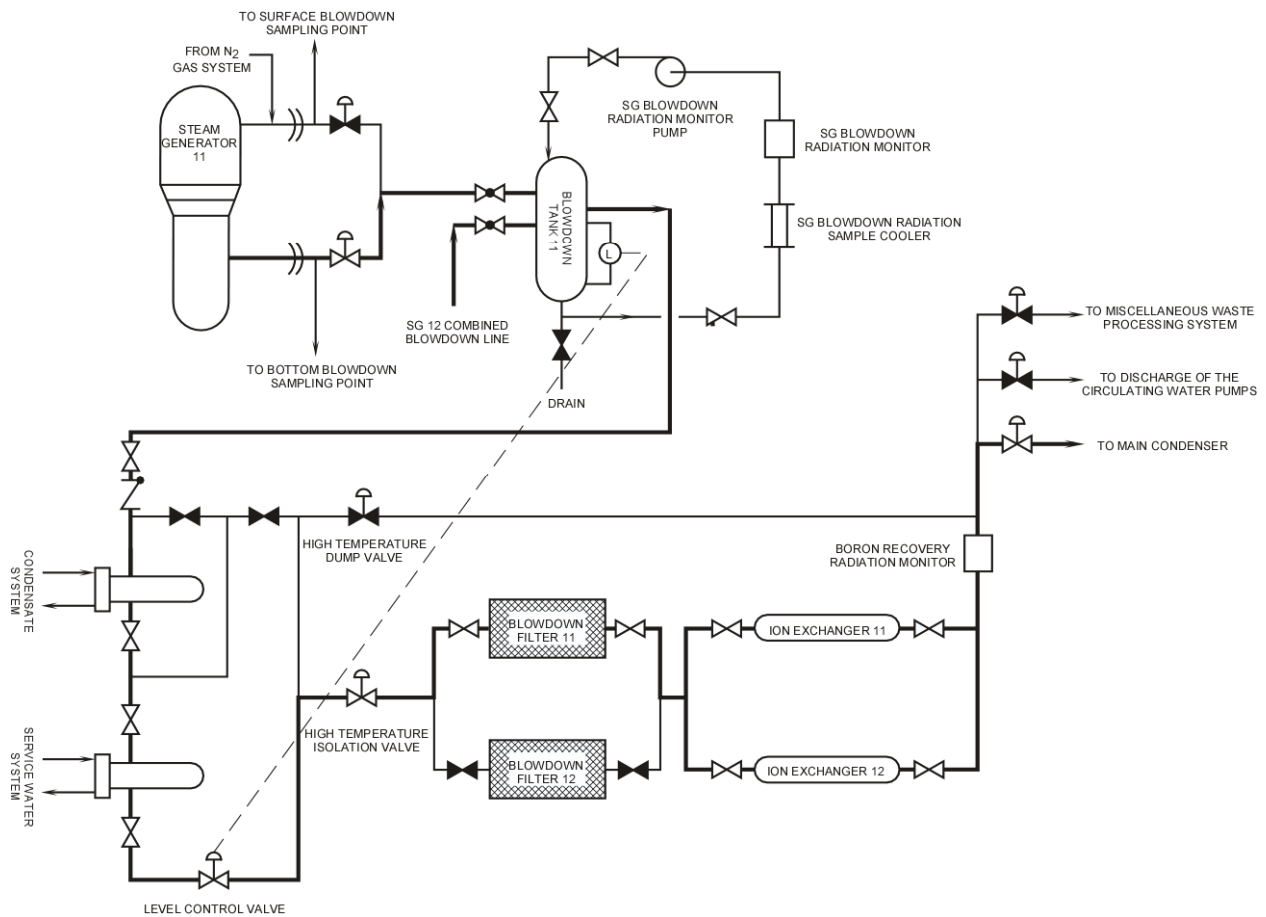 TO SURFACE BLOWDOWN
SAMPLING POINT
FROM N2
GAS SYSTEM
STEAM
GENERATOR
11
SG BLOWDOWN
RADIATION MONITOR
PUMP
SG BLOWDOWN
RADIATION MONITOR
BLOWDCWN
TANK 11
L
SG BLOWDOWN RADIATION
SAMPLE COOLER
SG 12 COMBINED
BLOWDOWN LINE
TO BOTTOM BLOWDOWN
SAMPLING POINT
DRAIN
TO MISCELLANEOUS WASTE
PROCESSING SYSTEM
TO DISCHARGE OF THE
CIRCULATING WATER PUMPS
TO MAIN CONDENSER
HIGH TEMPERATURE
DUMP VALVE
BORON RECOVERY
RADIATION MONITOR
CONDENSATE
SYSTEM
BLOWDOWN
FILTER 11
ION EXCHANGER 11
HIGH TEMPERATURE
ISOLATION VALVE
SERVICE WATER
SYSTEM
BLOWDOWN
FILTER 12
ION EXCHANGER 12
LEVEL CONTROL VALVE